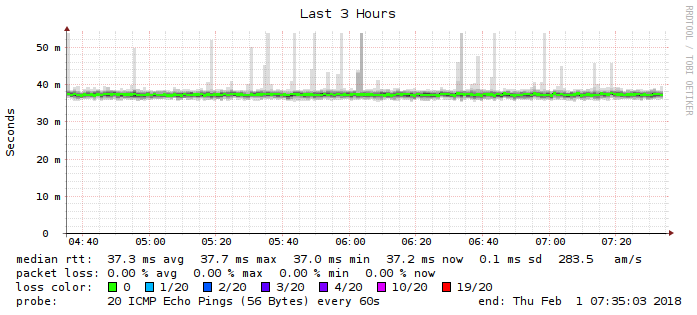 Last 3 Hours
RRDTOOL / TOBI OETIKER
Seconds
50 m
40 m
30 m
20 m
10 m
0
04:40 05:00 05:20 05:40 06:00 06:20 06:40 07:00 07:20
median rtt: 37.3 ms avg 37.7 ms max 37.0 ms min 37.2 ms now 0.1 ms sd 283.5 am/s
packet loss: 0.00 % avg 0.00 % max 0.00 % min 0.00 % now
loss color: 0 1/20 2/20 3/20 4/20 10/20 19/20
probe: 20 ICMP Echo Pings (56 Bytes) every 60s end: Thu Feb 1 07:35:03 2018